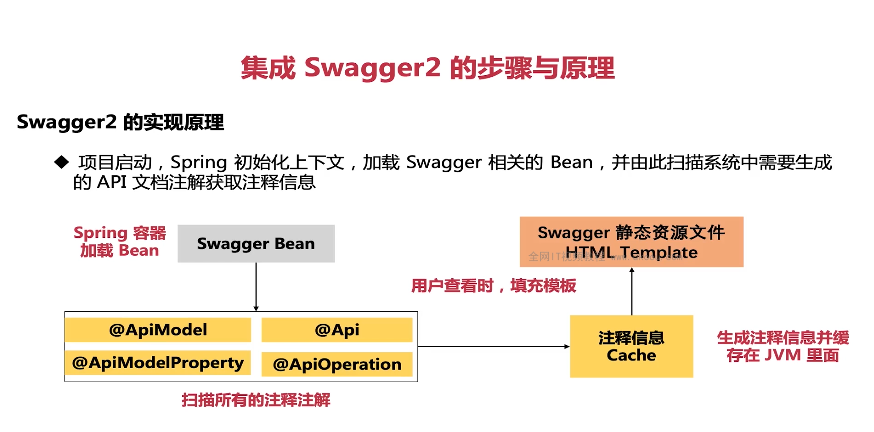 集成 Swagger2 的步骤与原理
Swagger2 的实现原理
◆ 项目启动，Spring 初始化上下文，加载 Swagger 相关的 Bean，并由此扫描系统中需要生成
的 API 文档注解获取注释信息
Spring 容器
加载 Bean
Swagger Bean
Swagger 静态资源文件
HTML Template
用户查看时，填充模板
@ApiModel
@Api
@ApiModelProperty
@ApiOperation
注释信息
Cache
生成注释信息并缓
存在 JVM 里面
扫描所有的注释注解